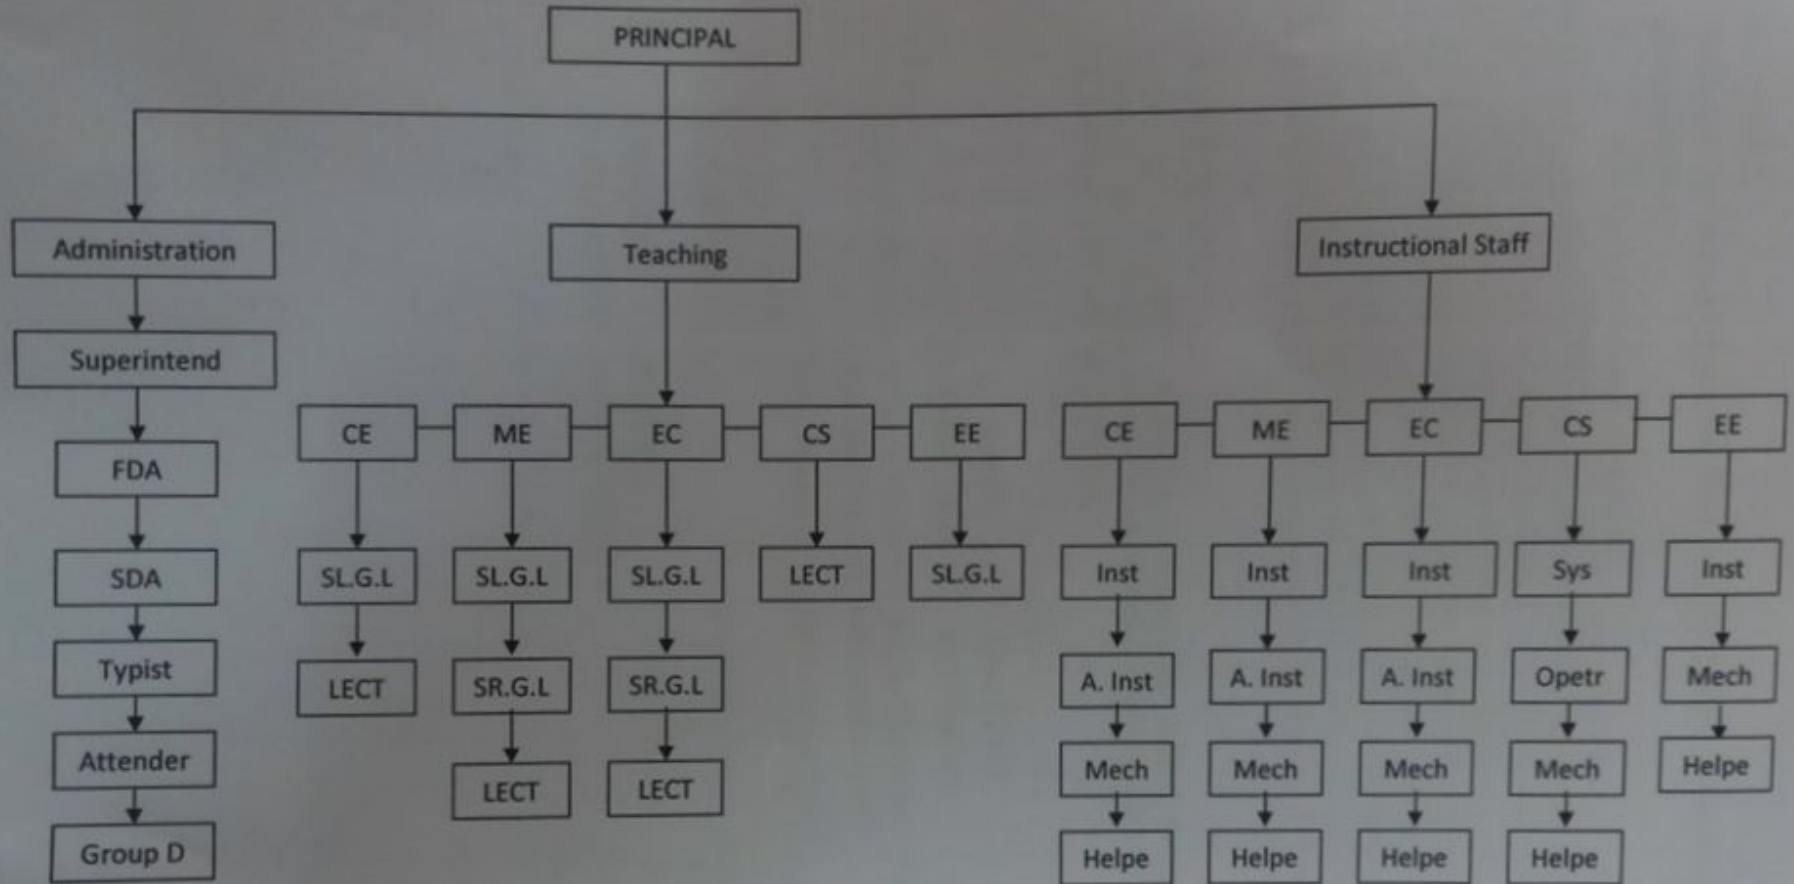 PRINCIPAL
Administration
Teaching
Instructional Staff
Superintend
CE ME EC CS EE CE ME EC CS EE
FDA
SDA
SL.G.L SL.G.L SL.G.L LECT SL.G.L Inst Inst Inst Sys Inst
Typist
LECT SR.G.L SR.G.L A. Inst A. Inst A. Inst Opetr Mech
Attender
LECT LECT Mech Mech Mech Mech Helpe
Group D
Helpe Helpe Helpe Helpe